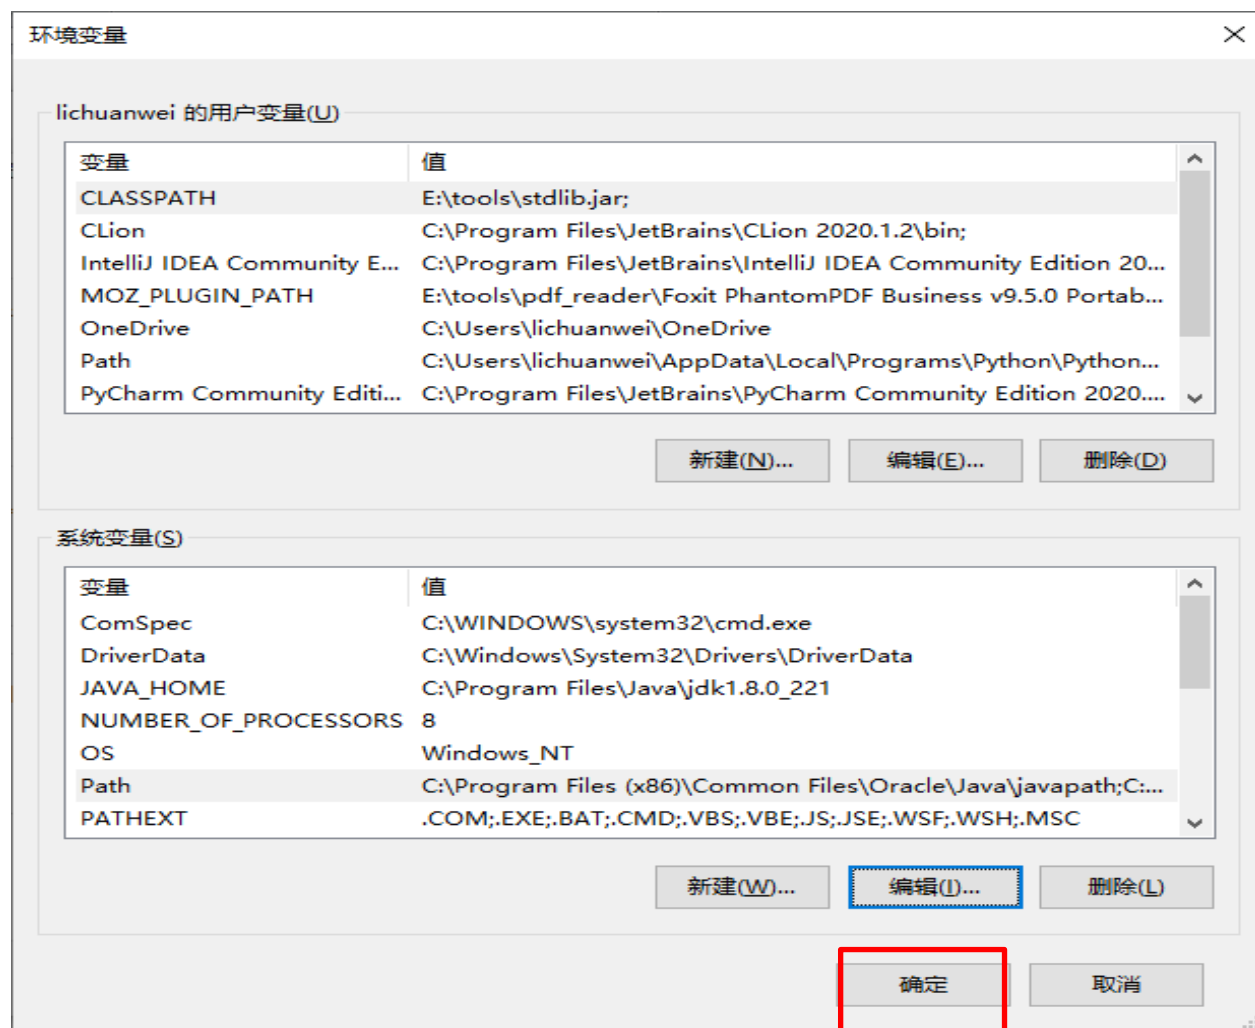 环境变量
lichuanwei 的用户变量(U)
变量 值
CLASSPATH E:\tools\stdlib.jar;
CLion C:\Program Files\JetBrains\CLion 2020.1.2\bin;
IntelliJ IDEA Community E... C:\Program Files\JetBrains\IntelliJ IDEA Community Edition 20...
MOZ_PLUGIN_PATH E:\tools\pdf_reader\Foxit PhantomPDF Business v9.5.0 Portab...
OneDrive C:\Users\lichuanwei\OneDrive
Path C:\Users\lichuanwei\AppData\Local\Programs\Python\Python...
PyCharm Community Editi... C:\Program Files\JetBrains\PyCharm Community Edition 2020....
新建(N)... 编辑(E)... 删除(D)
系统变量(S)
变量 值
ComSpec C:\WINDOWS\system32\cmd.exe
DriverData C:\Windows\System32\Drivers\DriverData
JAVA_HOME C:\Program Files\Java\jdk1.8.0_221
NUMBER_OF_PROCESSORS 8
OS Windows_NT
Path C:\Program Files (x86)\Common Files\Oracle\Java\javapath;C:...
PATHEXT .COM;.EXE;.BAT;.CMD;.VBS;.VBE;.JS;.JSE;.WSF;.WSH;.MSC
新建(W)... 编辑(I)... 删除(L)
确定 取消